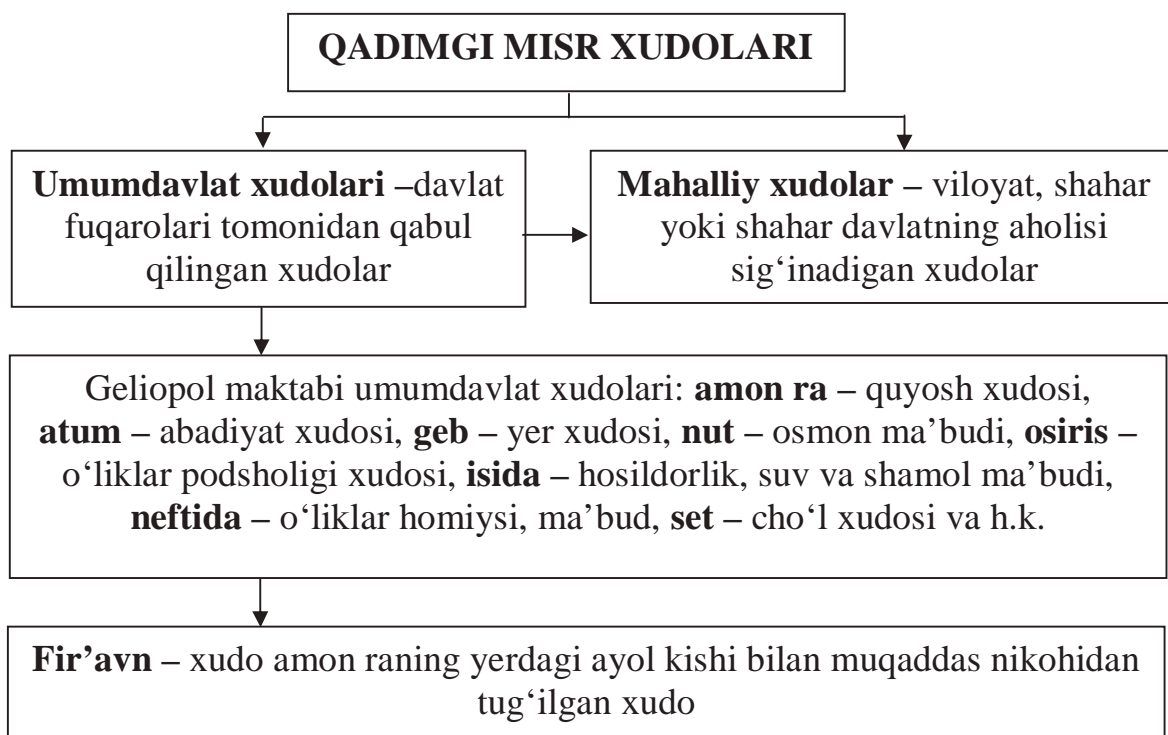 QADIMGI MISR XUDOLARI
Umumdavlat xudolari –davlat
fuqarolari tomonidan qabul
qilingan xudolar
Mahalliy xudolar – viloyat, shahar
yoki shahar davlatning aholisi
sig‘inadigan xudolar
Geliopol maktabi umumdavlat xudolari: amon ra – quyosh xudosi,
atum – abadiyat xudosi, geb – yer xudosi, nut – osmon ma’budi, osiris –
o‘liklar podsholigi xudosi, isida – hosildorlik, suv va shamol ma’budi,
neftida – o‘liklar homiysi, ma’bud, set – cho‘l xudosi va h.k.
Fir’avn – xudo amon raning yerdagi ayol kishi bilan muqaddas nikohidan
tug‘ilgan xudo